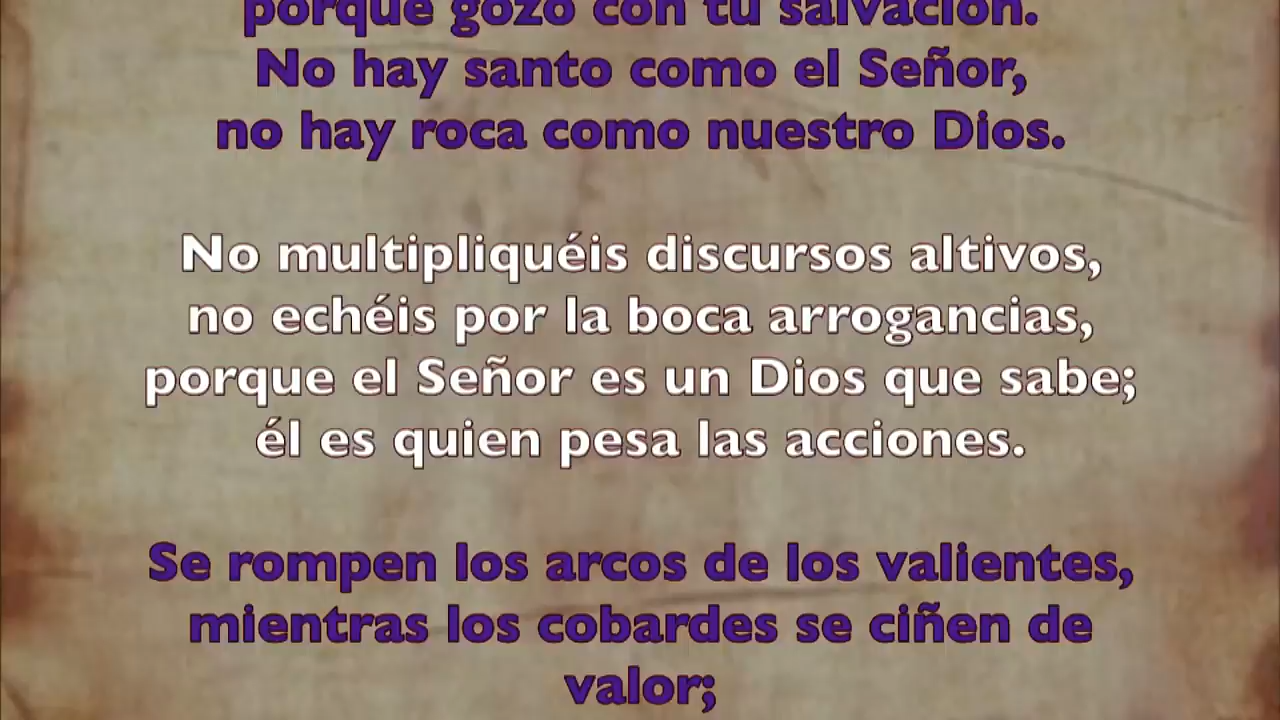 porque gozo con tu salvación.
No hay santo como el Señor,
no hay roca como nuestro Dios.
No multipliquéis discursos altivos,
no echéis por la boca arrogancias,
porque el Señor es un Dios que sabe;
él es quien pesa las acciones.
Se rompen los arcos de los valientes,
mientras los cobardes se ciñen de
valor;